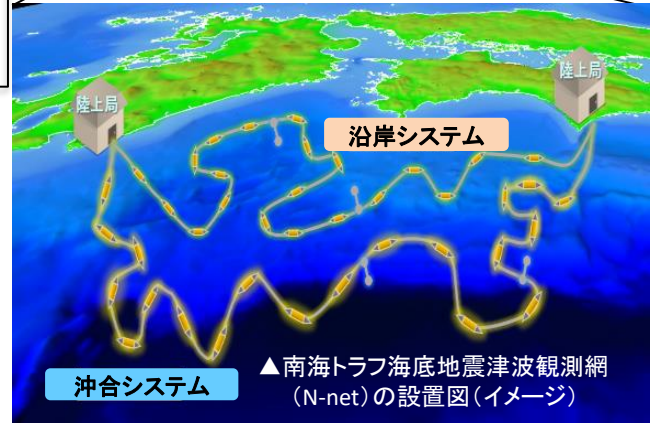 陸上局
陸上局
沿岸システム
沖合システム
▲南海トラフ海底地震津波観測網
（N-net）の設置図（イメージ）